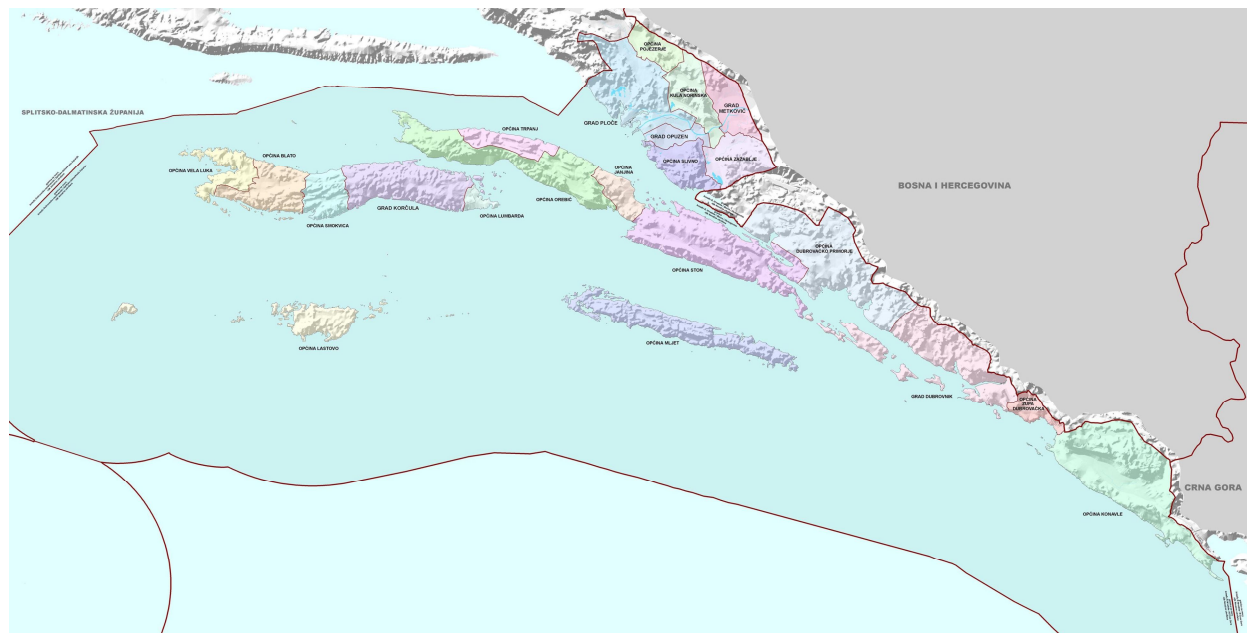 OPĆINA
POJEZERJE
OPĆINA
KULA NORINSKA
GRAD
METKOVIĆ
SPLITSKO-DALMATINSKA ŽUPANIJA
GRAD PLOČE
OPĆINA TRPANJ
GRAD OPUZEN
OPĆINA BLATO
OPĆINA SLIVNO
OPĆINA ZAŽABLJE
OPĆINA VELA LUKA
OPĆINA
JANJINA
BOSNA I HERCEGOVINA
OPĆINA OREBIĆ
GRAD KORČULA
OPĆINA LUMBARDA
OPĆINA SMOKVICA
OPĆINA
DUBROVAČKO PRIMORJE
OPĆINA STON
OPĆINA MLJET
OPĆINA LASTOVO
GRAD DUBROVNIK
OPĆINA
ŽUPA
DUBROVAČKA
CRNA GORA
OPĆINA KONAVLE